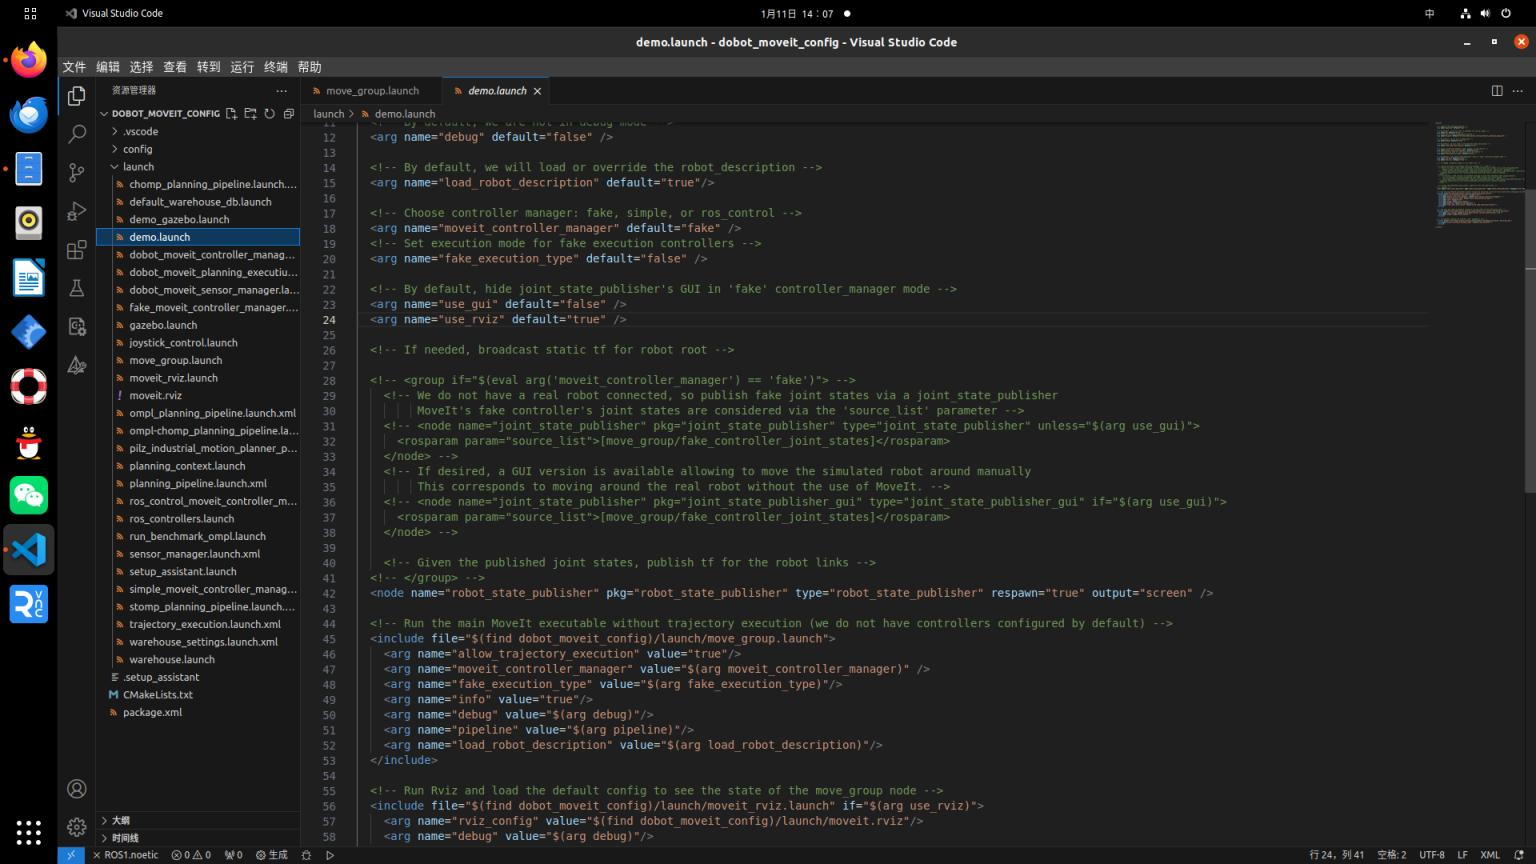 Visual Studio Code
1月11日 14：07
中
demo.launch - dobot_moveit_config - Visual Studio Code
文件 编辑 选择 查看 转到 运行 终端 帮助
资源管理器
move_group.launch
demo.launch
launch > demo.launch
DOBOT_MOVEIT_CONFIG
.vscode
config
launch
chomp_planning_pipeline.launch....
default_warehouse_db.launch
demo_gazebo.launch
demo.launch
dobot_moveit_controller_manag...
dobot_moveit_planning_executiu...
dobot_moveit_sensor_manager.la...
fake_moveit_controller_manager....
gazebo.launch
joystick_control.launch
move_group.launch
moveit_rviz.launch
moveit.rviz
ompl_planning_pipeline.launch.xml
ompl-chomp_planning_pipeline.la...
pilz_industrial_motion_planner_p...
planning_context.launch
planning_pipeline.launch.xml
ros_control_moveit_controller_m...
ros_controllers.launch
run_benchmark_ompl.launch
sensor_manager.launch.xml
setup_assistant.launch
simple_moveit_controller_manag...
stomp_planning_pipeline.launch....
trajectory_execution.launch.xml
warehouse_settings.launch.xml
warehouse.launch
.setup_assistant
CMakeLists.txt
package.xml
大纲
时间线
11 <!-- By default, we are not in debug mode -->
12 <arg name="debug" default="false" />
13
14 <!-- By default, we will load or override the robot_description -->
15 <arg name="load_robot_description" default="true"/>
16
17 <!-- Choose controller manager: fake, simple, or ros_control -->
18 <arg name="moveit_controller_manager" default="fake" />
19 <!-- Set execution mode for fake execution controllers -->
20 <arg name="fake_execution_type" default="false" />
21
22 <!-- By default, hide joint_state_publisher's GUI in 'fake' controller_manager mode -->
23 <arg name="use_gui" default="false" />
24 <arg name="use_rviz" default="true" />
25
26 <!-- If needed, broadcast static tf for robot root -->
27
28 <!-- <group if="$(eval arg('moveit_controller_manager') == 'fake')"> -->
29 <!-- We do not have a real robot connected, so publish fake joint states via a joint_state_publisher
30 MoveIt's fake controller's joint states are considered via the 'source_list' parameter -->
31 <!-- <node name="joint_state_publisher" pkg="joint_state_publisher" type="joint_state_publisher" unless="$(arg use_gui)">
32 <rosparam param="source_list">[move_group/fake_controller_joint_states]</rosparam>
33 </node> -->
34 <!-- If desired, a GUI version is available allowing to move the simulated robot around manually
35 This corresponds to moving around the real robot without the use of MoveIt. -->
36 <!-- <node name="joint_state_publisher" pkg="joint_state_publisher_gui" type="joint_state_publisher_gui" if="$(arg use_gui)">
37 <rosparam param="source_list">[move_group/fake_controller_joint_states]</rosparam>
38 </node> -->
39
40 <!-- Given the published joint states, publish tf for the robot links -->
41 <!-- </group> -->
42 <node name="robot_state_publisher" pkg="robot_state_publisher" type="robot_state_publisher" respawn="true" output="screen" />
43
44 <!-- Run the main MoveIt executable without trajectory execution (we do not have controllers configured by default) -->
45 <include file="$(find dobot_moveit_config)/launch/move_group.launch">
46 <arg name="allow_trajectory_execution" value="true"/>
47 <arg name="moveit_controller_manager" value="$(arg moveit_controller_manager)" />
48 <arg name="fake_execution_type" value="$(arg fake_execution_type)"/>
49 <arg name="info" value="true"/>
50 <arg name="debug" value="$(arg debug)"/>
51 <arg name="pipeline" value="$(arg pipeline)"/>
52 <arg name="load_robot_description" value="$(arg load_robot_description)"/>
53 </include>
54
55 <!-- Run Rviz and load the default config to see the state of the move_group node -->
56 <include file="$(find dobot_moveit_config)/launch/moveit_rviz.launch" if="$(arg use_rviz)">
57 <arg name="rviz_config" value="$(find dobot_moveit_config)/launch/moveit.rviz"/>
58 <arg name="debug" value="$(arg debug)"/>
ROS1.noetic 0 0 0 生成
行 24，列 41 空格: 2 UTF-8 LF XML